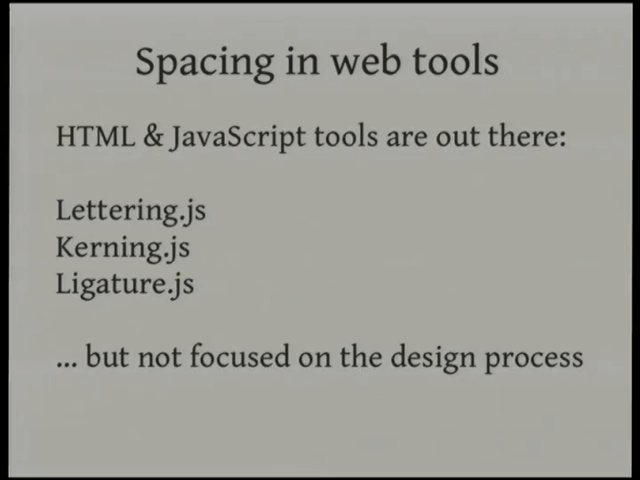 Spacing in web tools
HTML & JavaScript tools are out there:
Lettering.js
Kerning.js
Ligature.js
... but not focused on the design process